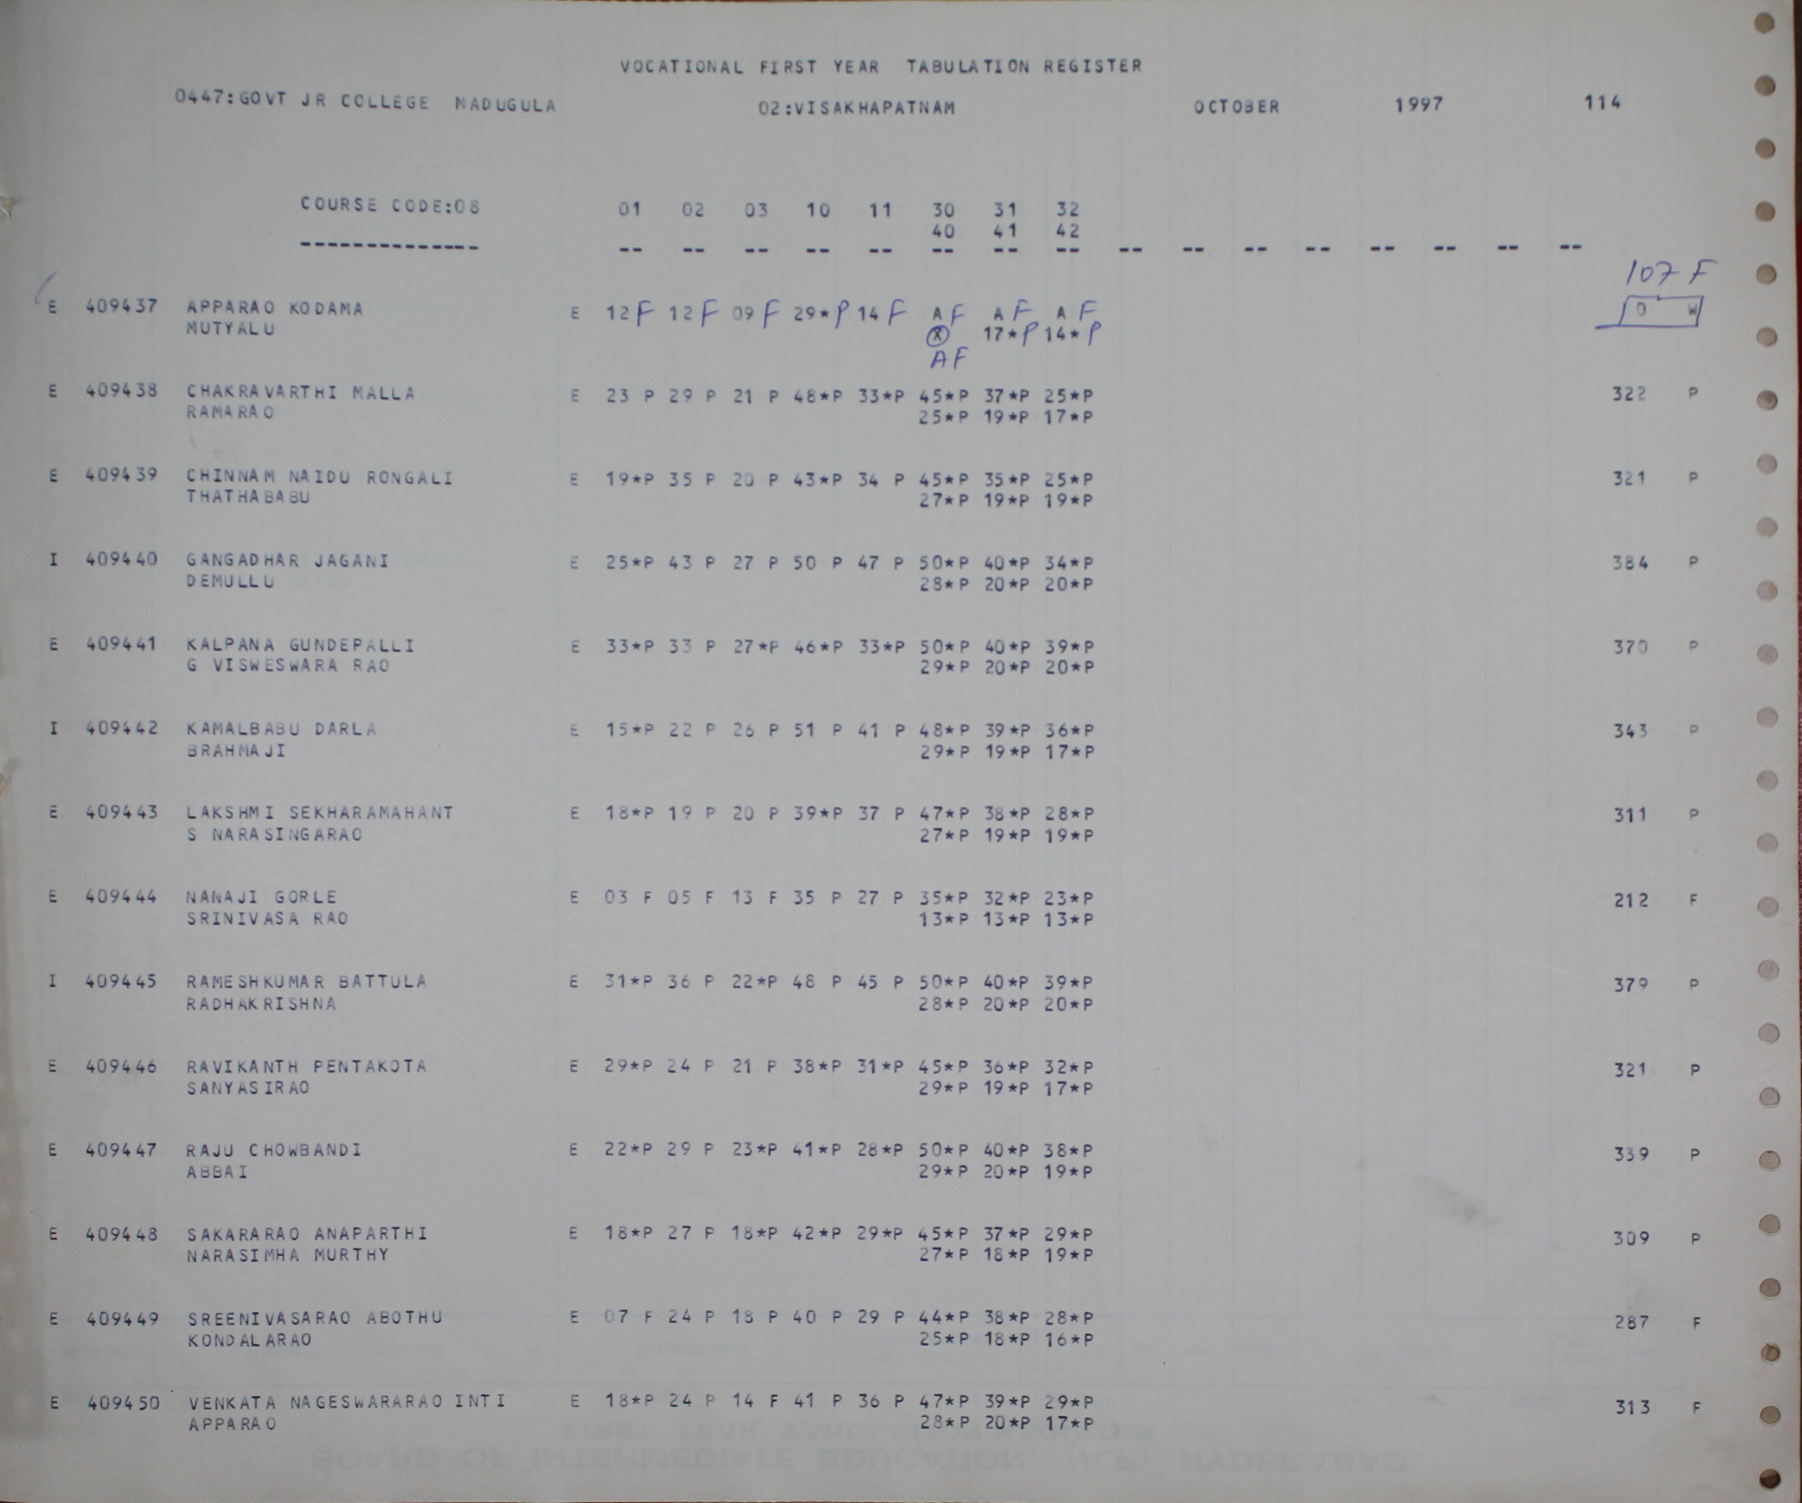 VOCATIONAL FIRST YEAR TABULATION REGISTER
0447:GOVT JR COLLEGE MADUGULA 02:VISAKHAPATNAM OCTOBER 1997 114
COURSE CODE:08 01 02 03 10 11 30 31 32
40 41 42
--------------- -- -- -- -- -- -- -- -- -- -- -- -- -- -- -- --
107 F
E 409437 APPARAO KODAMA E 12 F 12 F 09 F 29*P 14 F A F A F A F 0 W
MUTYALU X 17*P 14*P
AF
E 409438 CHAKRAVARTHI MALLA E 23 P 29 P 21 P 48*P 33*P 45*P 37*P 25*P 322 P
RAMARAO 25*P 19*P 17*P
E 409439 CHINNAM NAIDU RONGALI E 19*P 35 P 20 P 43*P 34 P 45*P 35*P 25*P 321 P
THATHABABU 27*P 19*P 19*P
I 409440 GANGADHAR JAGANI E 25*P 43 P 27 P 50 P 47 P 50*P 40*P 34*P 384 P
DEMULLU 28*P 20*P 20*P
E 409441 KALPANA GUNDEPALLI E 33*P 33 P 27*P 46*P 33*P 50*P 40*P 39*P 370 P
G VISWESWARA RAO 29*P 20*P 20*P
I 409442 KAMALBABU DARLA E 15*P 22 P 26 P 51 P 41 P 48*P 39*P 36*P 343 P
BRAHMAJI 29*P 19*P 17*P
E 409443 LAKSHMI SEKHARAMAHANT E 18*P 19 P 20 P 39*P 37 P 47*P 38*P 28*P 311 P
S NARASINGARAO 27*P 19*P 19*P
E 409444 NANAJI GORLE E 03 F 05 F 13 F 35 P 27 P 35*P 32*P 23*P 212 F
SRINIVASA RAO 13*P 13*P 13*P
I 409445 RAMESHKUMAR BATTULA E 31*P 36 P 22*P 48 P 45 P 50*P 40*P 39*P 379 P
RADHAKRISHNA 28*P 20*P 20*P
E 409446 RAVIKANTH PENTAKOTA E 29*P 24 P 21 P 38*P 31*P 45*P 36*P 32*P 321 P
SANYASIRAO 29*P 19*P 17*P
E 409447 RAJU CHOWBANDI E 22*P 29 P 23*P 41*P 28*P 50*P 40*P 38*P 339 P
ABBAI 29*P 20*P 19*P
E 409448 SAKARARAO ANAPARTHI E 18*P 27 P 18*P 42*P 29*P 45*P 37*P 29*P 309 P
NARASIMHA MURTHY 27*P 18*P 19*P
E 409449 SREENIVASARAO ABOTHU E 07 F 24 P 18 P 40 P 29 P 44*P 38*P 28*P 287 F
KONDALARAO 25*P 18*P 16*P
E 409450 VENKATA NAGESWARARAO INTI E 18*P 24 P 14 F 41 P 36 P 47*P 39*P 29*P 313 F
APPARAO 28*P 20*P 17*P